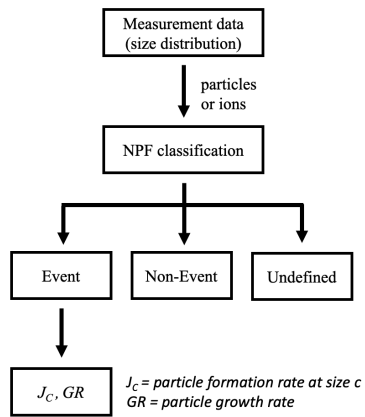 Measurement data
(size distribution)
particles
or ions
NPF classification
Event
Non-Event
Undefined
J_C, GR
J_C = particle formation rate at size c
GR = particle growth rate